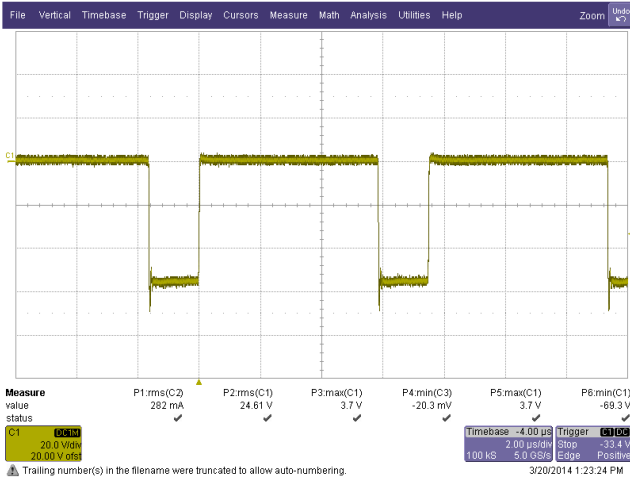 File Vertical Timebase Trigger Display Cursors Measure Math Analysis Utilities Help Zoom Undo
C1
Measure P1:rms(C2) P2:rms(C1) P3:max(C1) P4:min(C3) P5:max(C1) P6:min(C1)
value 282 mA 24.61 V 3.7 V -20.3 mV 3.7 V -69.3 V
status
C1 DC1M
20.0 V/div
20.00 V ofst
Timebase -4.00 µs Trigger C1 DC
2.00 µs/div Stop -33.4 V
100 kS 5.0 GS/s Edge Positive
Trailing number(s) in the filename were truncated to allow auto-numbering. 3/20/2014 1:23:24 PM